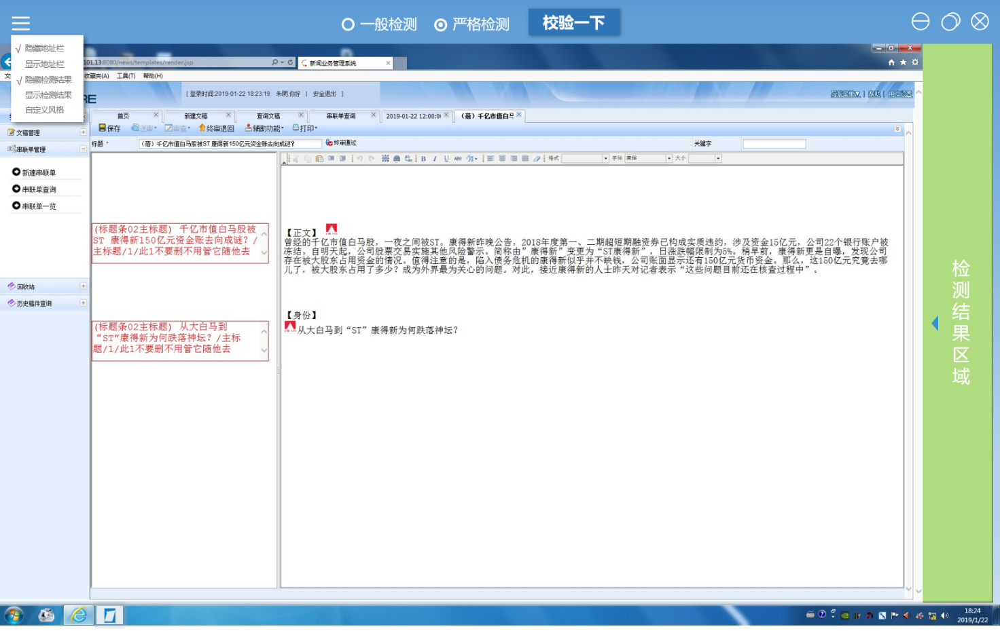 一般检测
严格检测
校验一下
√ 隐藏地址栏
显示地址栏
√ 隐藏检测结果
显示检测结果
自定义风格
101.13:8080/news/templates/render.jsp
新闻业务管理系统
文
收藏夹(A) 工具(T) 帮助(H)
RE
[ 登录时间:2019-01-22 18:23:19 朱明,你好 | 安全退出 ]
首页
新建文稿
查询文稿
串联单查询
2019-01-22 12:00:0
(蓓) 千亿市值白马
保存
送审
审查
终审退回
辅助功能
打印
标题 *
(蓓) 千亿市值白马股被ST 康得新150亿元资金账去向成谜?
终审通过
关键字
文稿管理
串联单管理
新建串联单
串联单查询
串联单一览
回收站
历史稿件查询
B I U ABC
格式
字体 宋体
大小
(标题条02主标题) 千亿市值白马股被
ST 康得新150亿元资金账去向成谜? /
主标题/1/此1不要删不用管它随他去
【正文】
曾经的千亿市值白马股，一夜之间被ST。康得新昨晚公告，2018年度第一、二期超短期融资券已构成实质违约，涉及资金15亿元，公司22个银行账户被
冻结。自明天起，公司股票交易实施其他风险警示。简称由"康得新"变更为"ST康得新"，日涨跌幅限制为5%。稍早前，康得新更是自曝，发现公司
存在被大股东占用资金的情况。值得注意的是，陷入债务危机的康得新似乎并不缺钱，公司账面显示还有150亿元货币资金。那么，这150亿元究竟去哪
儿了，被大股东占用了多少？成为外界最为关心的问题。对此，接近康得新的人士昨天对记者表示"这些问题目前还在核查过程中"。
(标题条02主标题) 从大白马到
"ST"康得新为何跌落神坛? /主标
题/1/此1不要删不用管它随他去
【身份】
从大白马到"ST"康得新为何跌落神坛？
检
测
结
果
区
域
18:24
2019/1/22